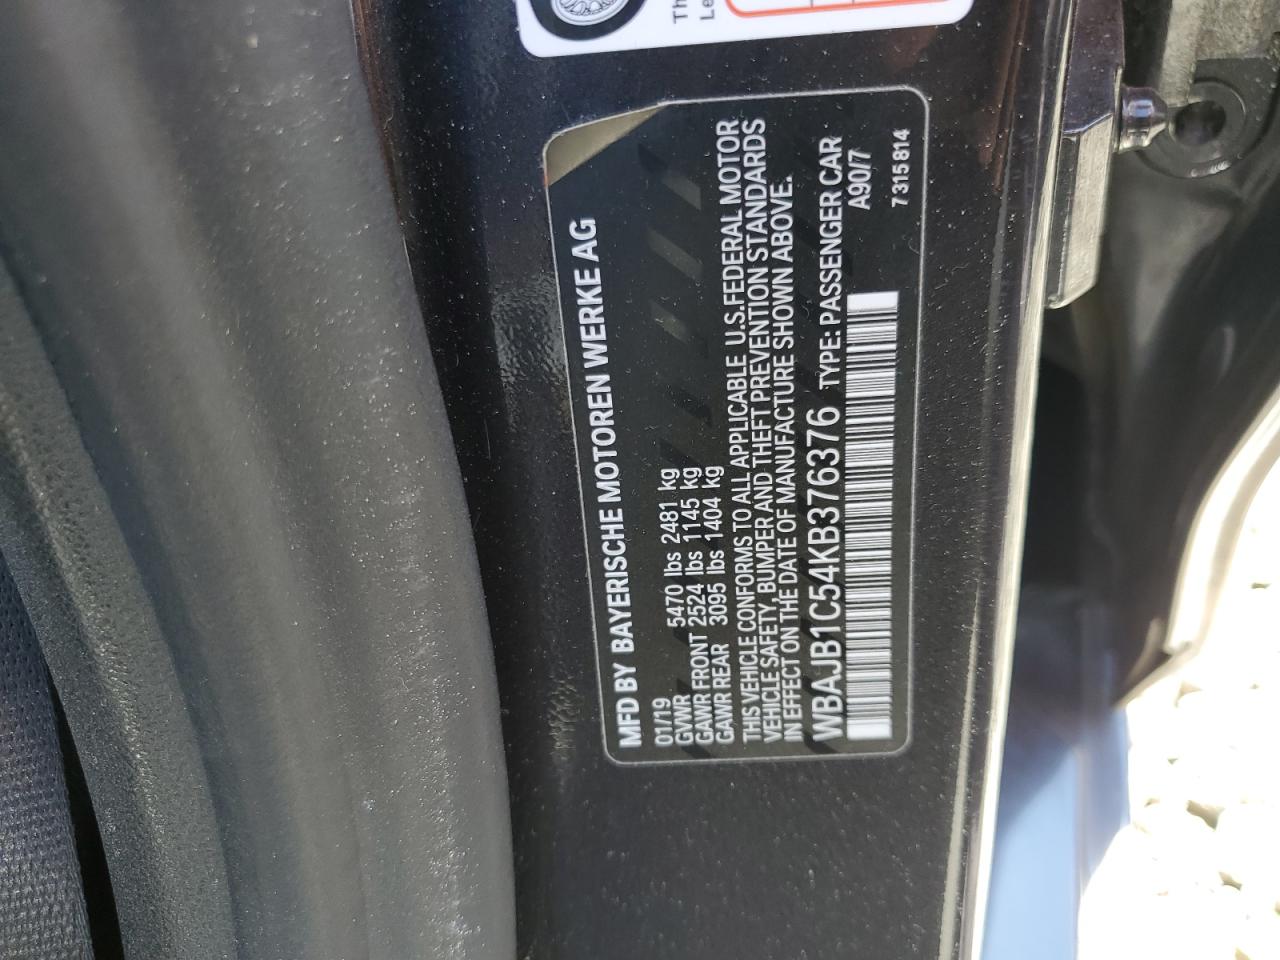 Th
Le
MFD BY BAYERISCHE MOTOREN WERKE AG
01/19
GVWR 5470 lbs 2481 kg
GAWR FRONT 2524 lbs 1145 kg
GAWR REAR 3095 lbs 1404 kg
THIS VEHICLE CONFORMS TO ALL APPLICABLE U.S.FEDERAL MOTOR
VEHICLE SAFETY, BUMPER AND THEFT PREVENTION STANDARDS
IN EFFECT ON THE DATE OF MANUFACTURE SHOWN ABOVE.
WBAJB1C54KB376376 TYPE: PASSENGER CAR
A90/7
7 315 814